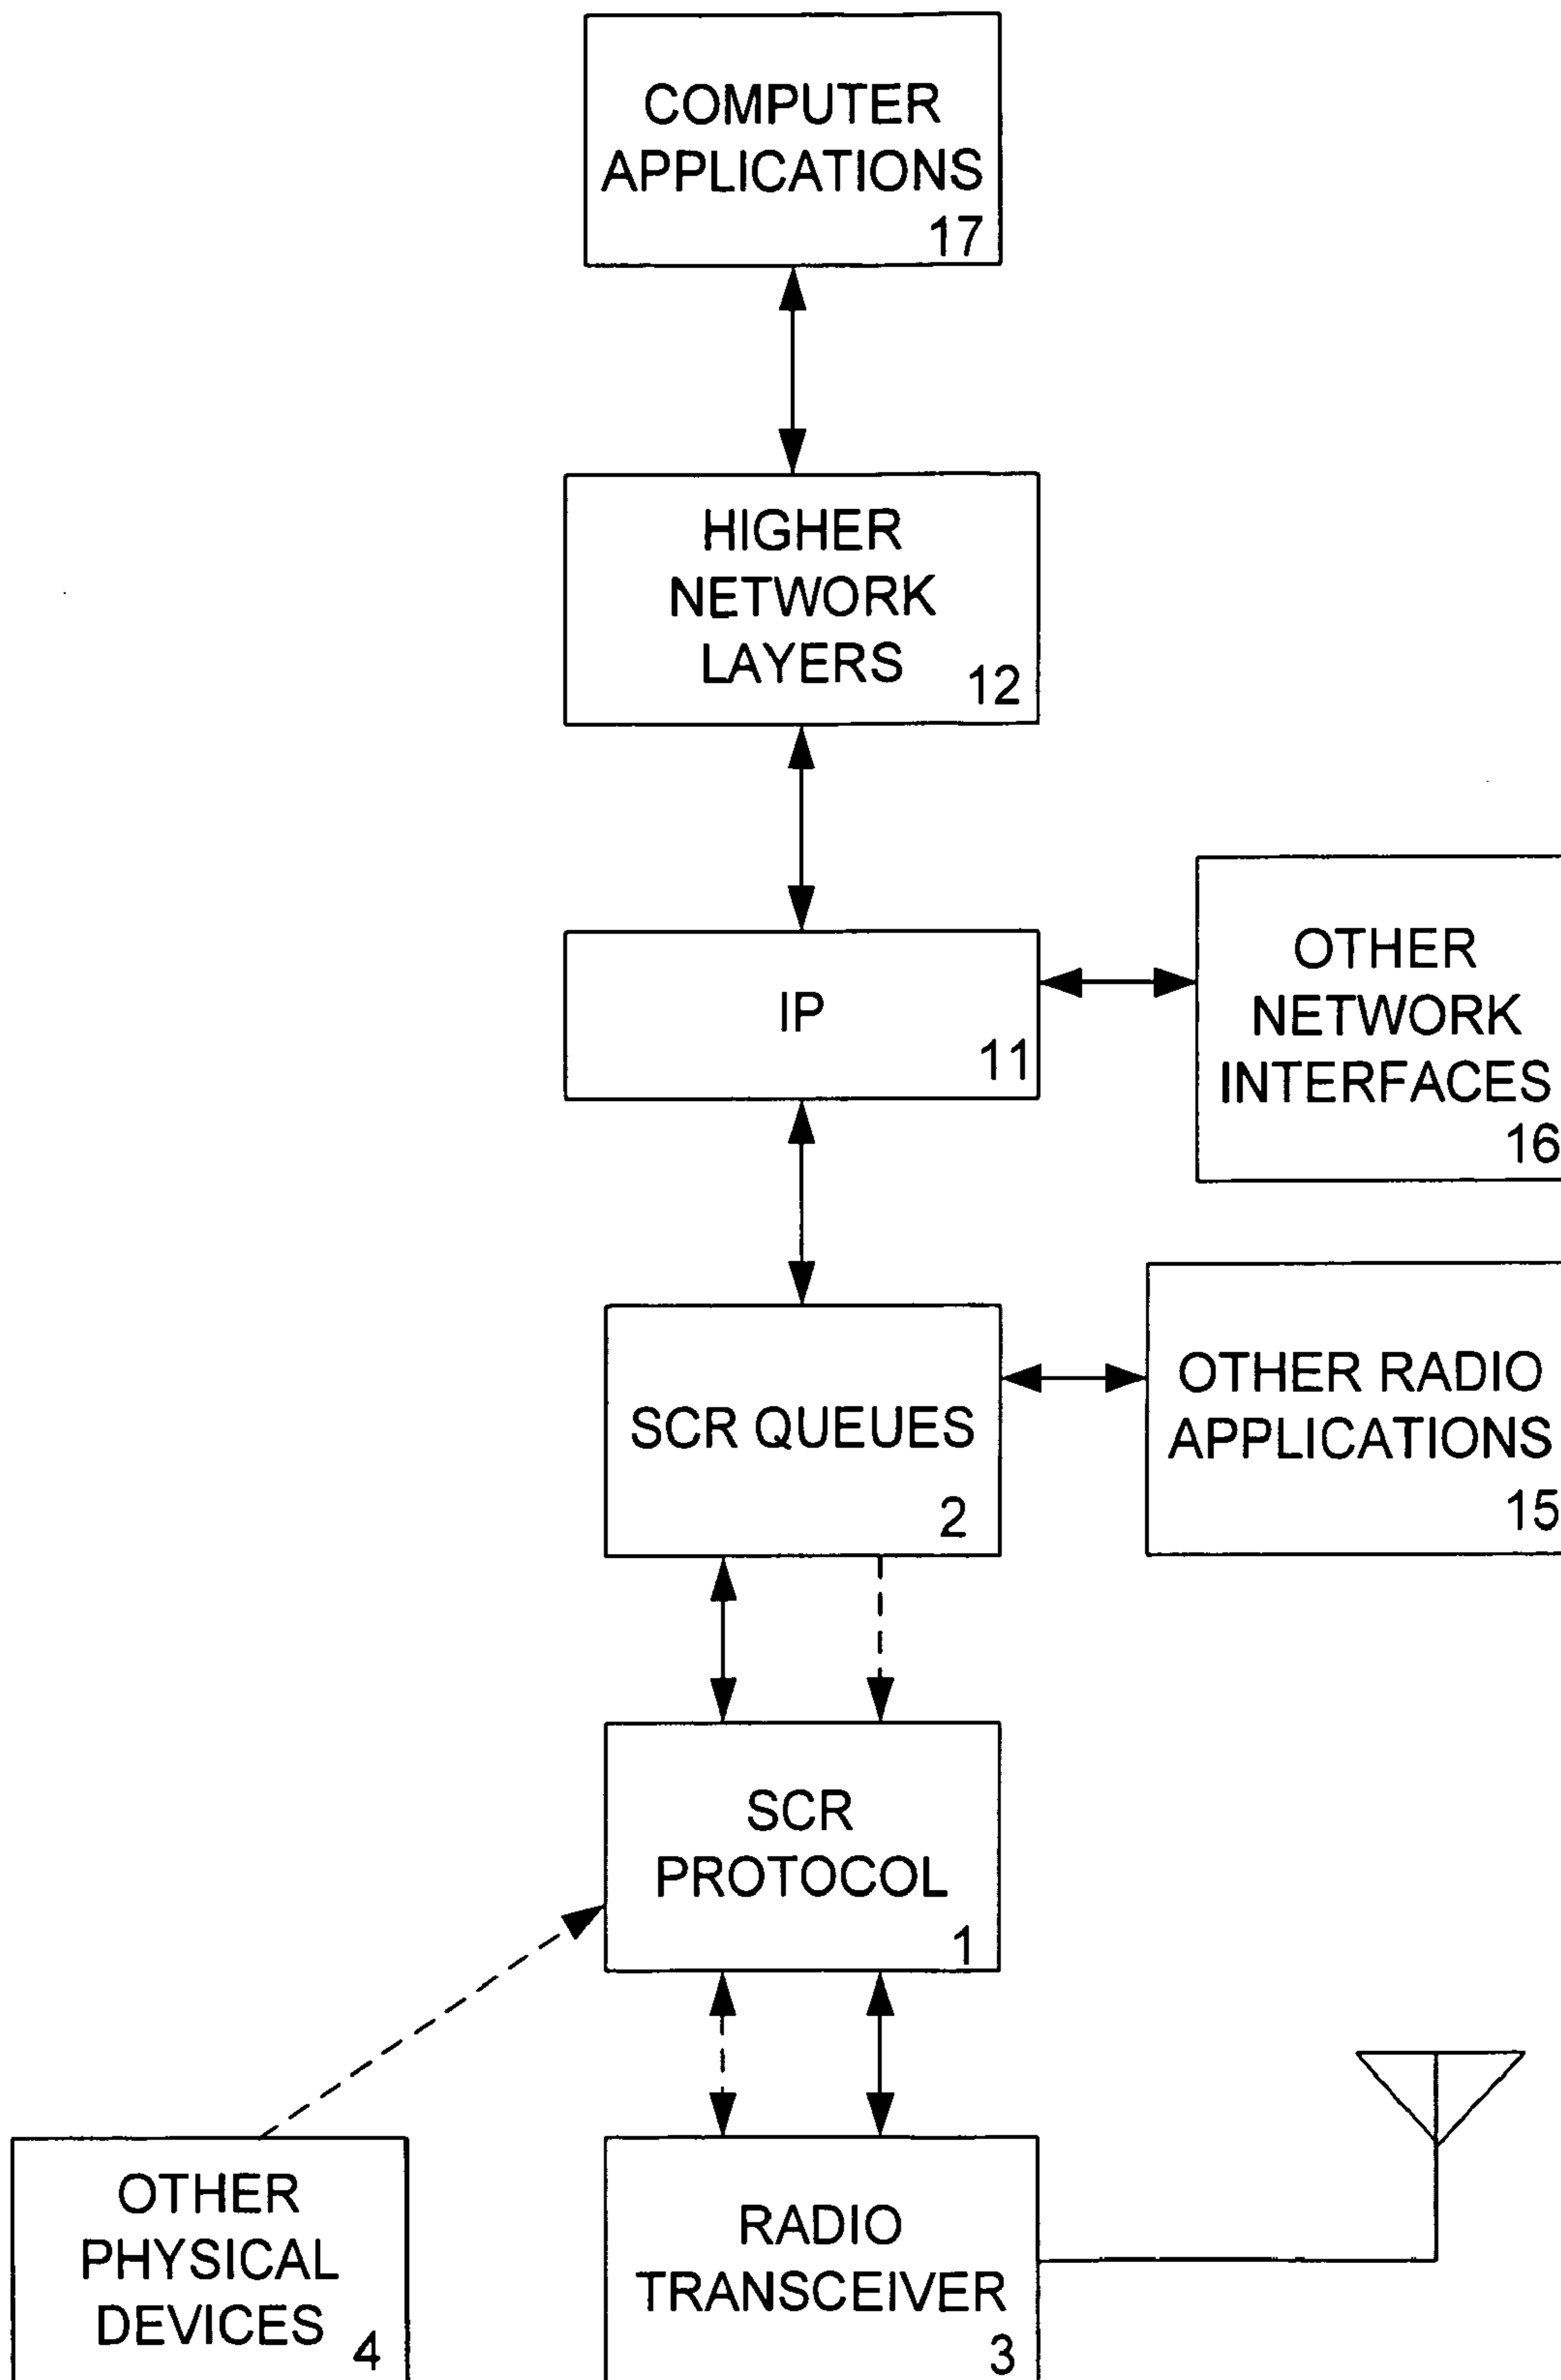 COMPUTER
APPLICATIONS
17
HIGHER
NETWORK
LAYERS
12
IP
11
OTHER
NETWORK
INTERFACES
16
SCR QUEUES
2
OTHER RADIO
APPLICATIONS
15
SCR
PROTOCOL
1
OTHER
PHYSICAL
DEVICES
4
RADIO
TRANSCEIVER
3